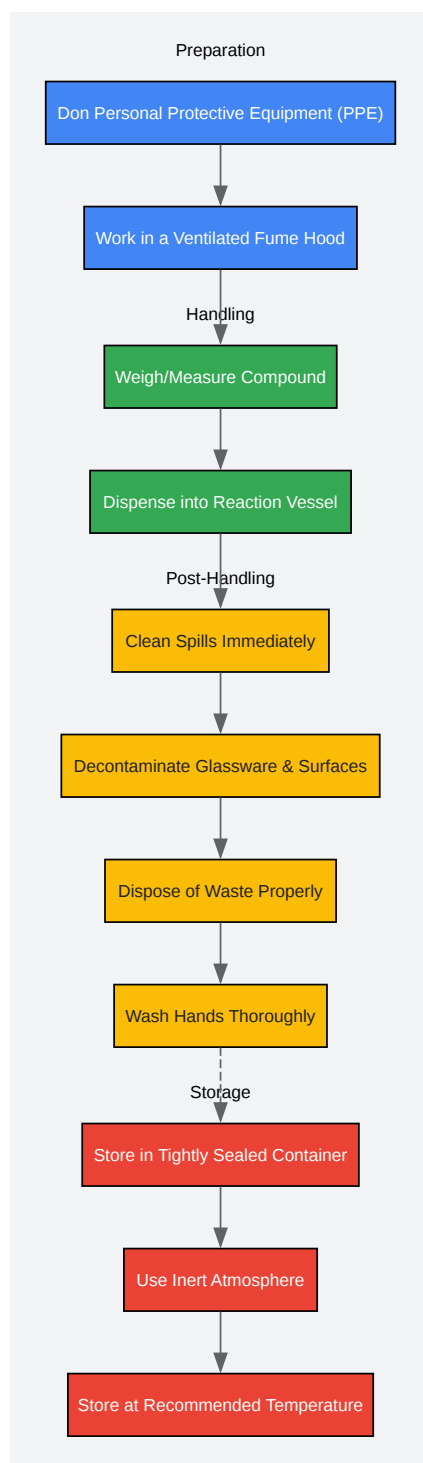 Preparation
Don Personal Protective Equipment (PPE)
Work in a Ventilated Fume Hood
Handling
Weigh/Measure Compound
Dispense into Reaction Vessel
Post-Handling
Clean Spills Immediately
Decontaminate Glassware & Surfaces
Dispose of Waste Properly
Wash Hands Thoroughly
Storage
Store in Tightly Sealed Container
Use Inert Atmosphere
Store at Recommended Temperature